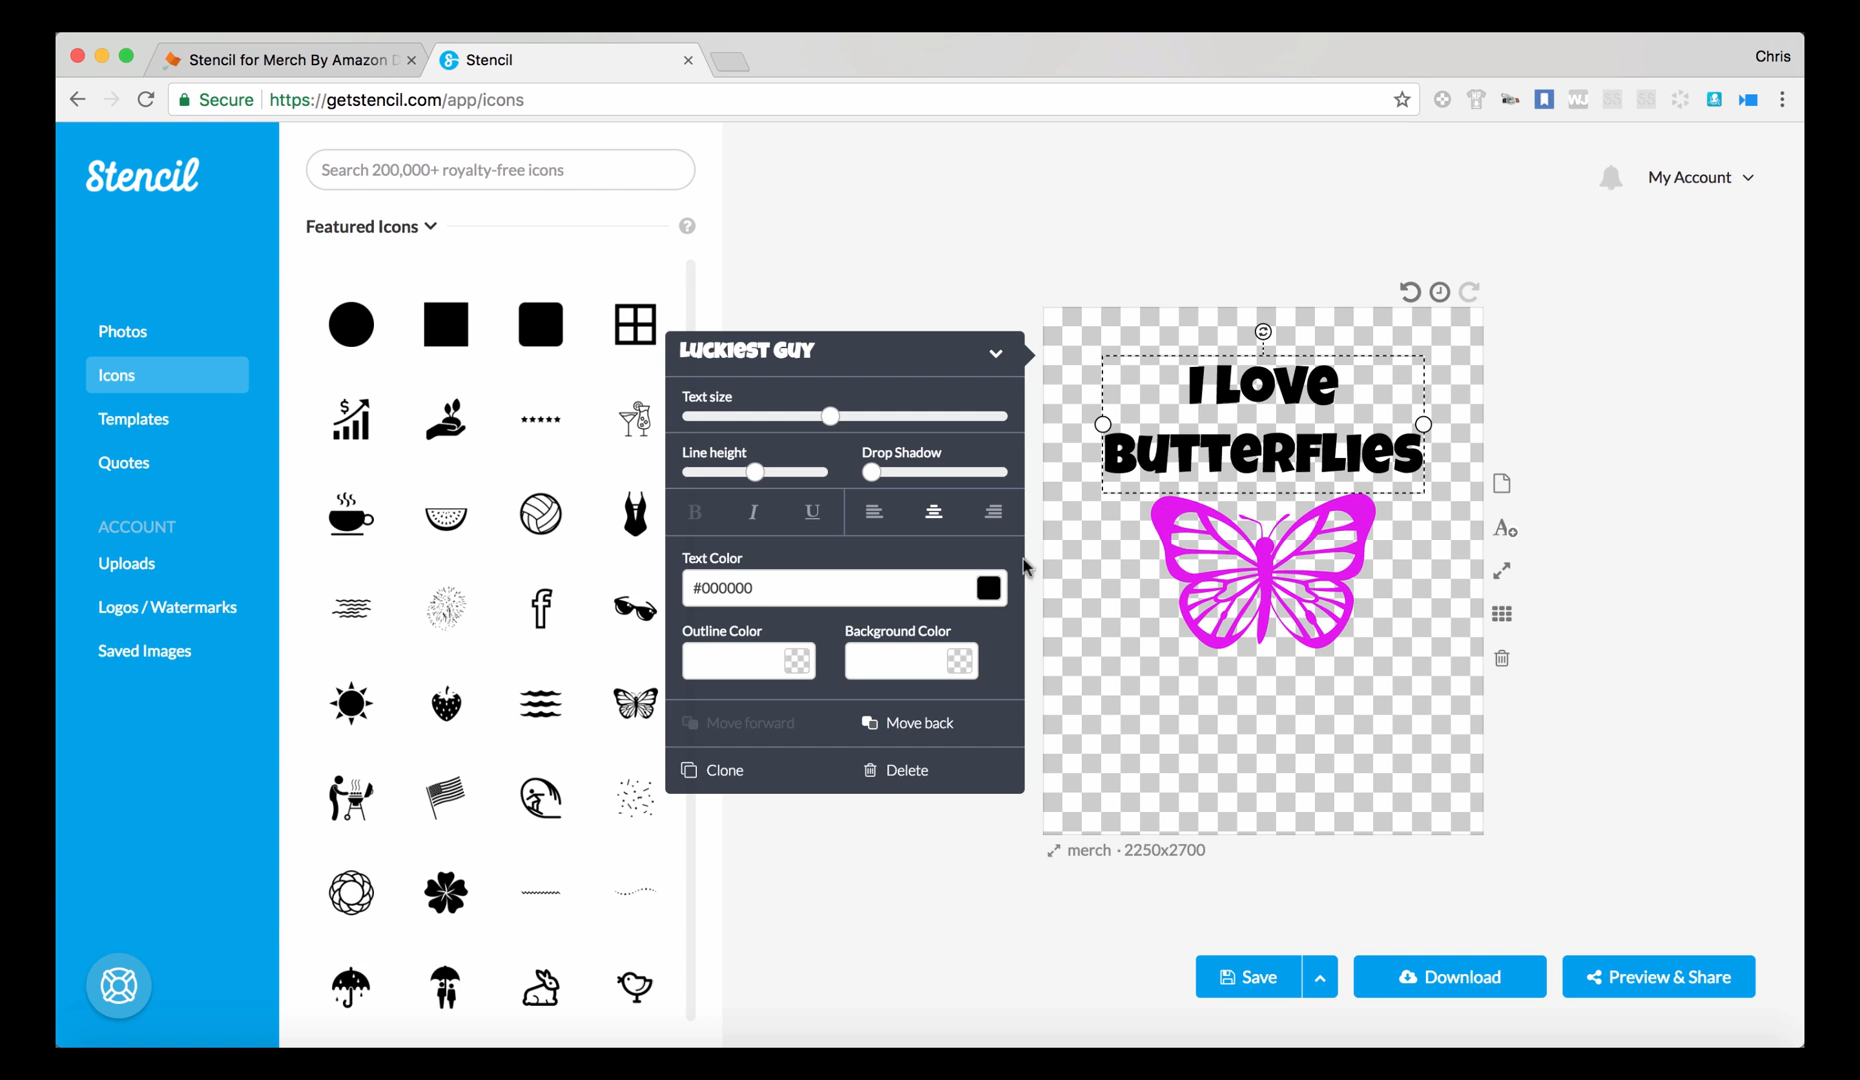 Stencil for Merch By Amazon D
Stencil
Chris
Secure
https://getstencil.com/app/icons
Stencil
Search 200,000+ royalty-free icons
My Account
Featured Icons
Photos
Icons
Templates
Quotes
ACCOUNT
Uploads
Logos / Watermarks
Saved Images
LUCKIEST GUY
Text size
Line height
Drop Shadow
B I U
Text Color
#000000
Outline Color
Background Color
Move forward
Move back
Clone
Delete
I LOVE
BUTTERFLIES
merch · 2250x2700
Save
Download
Preview & Share